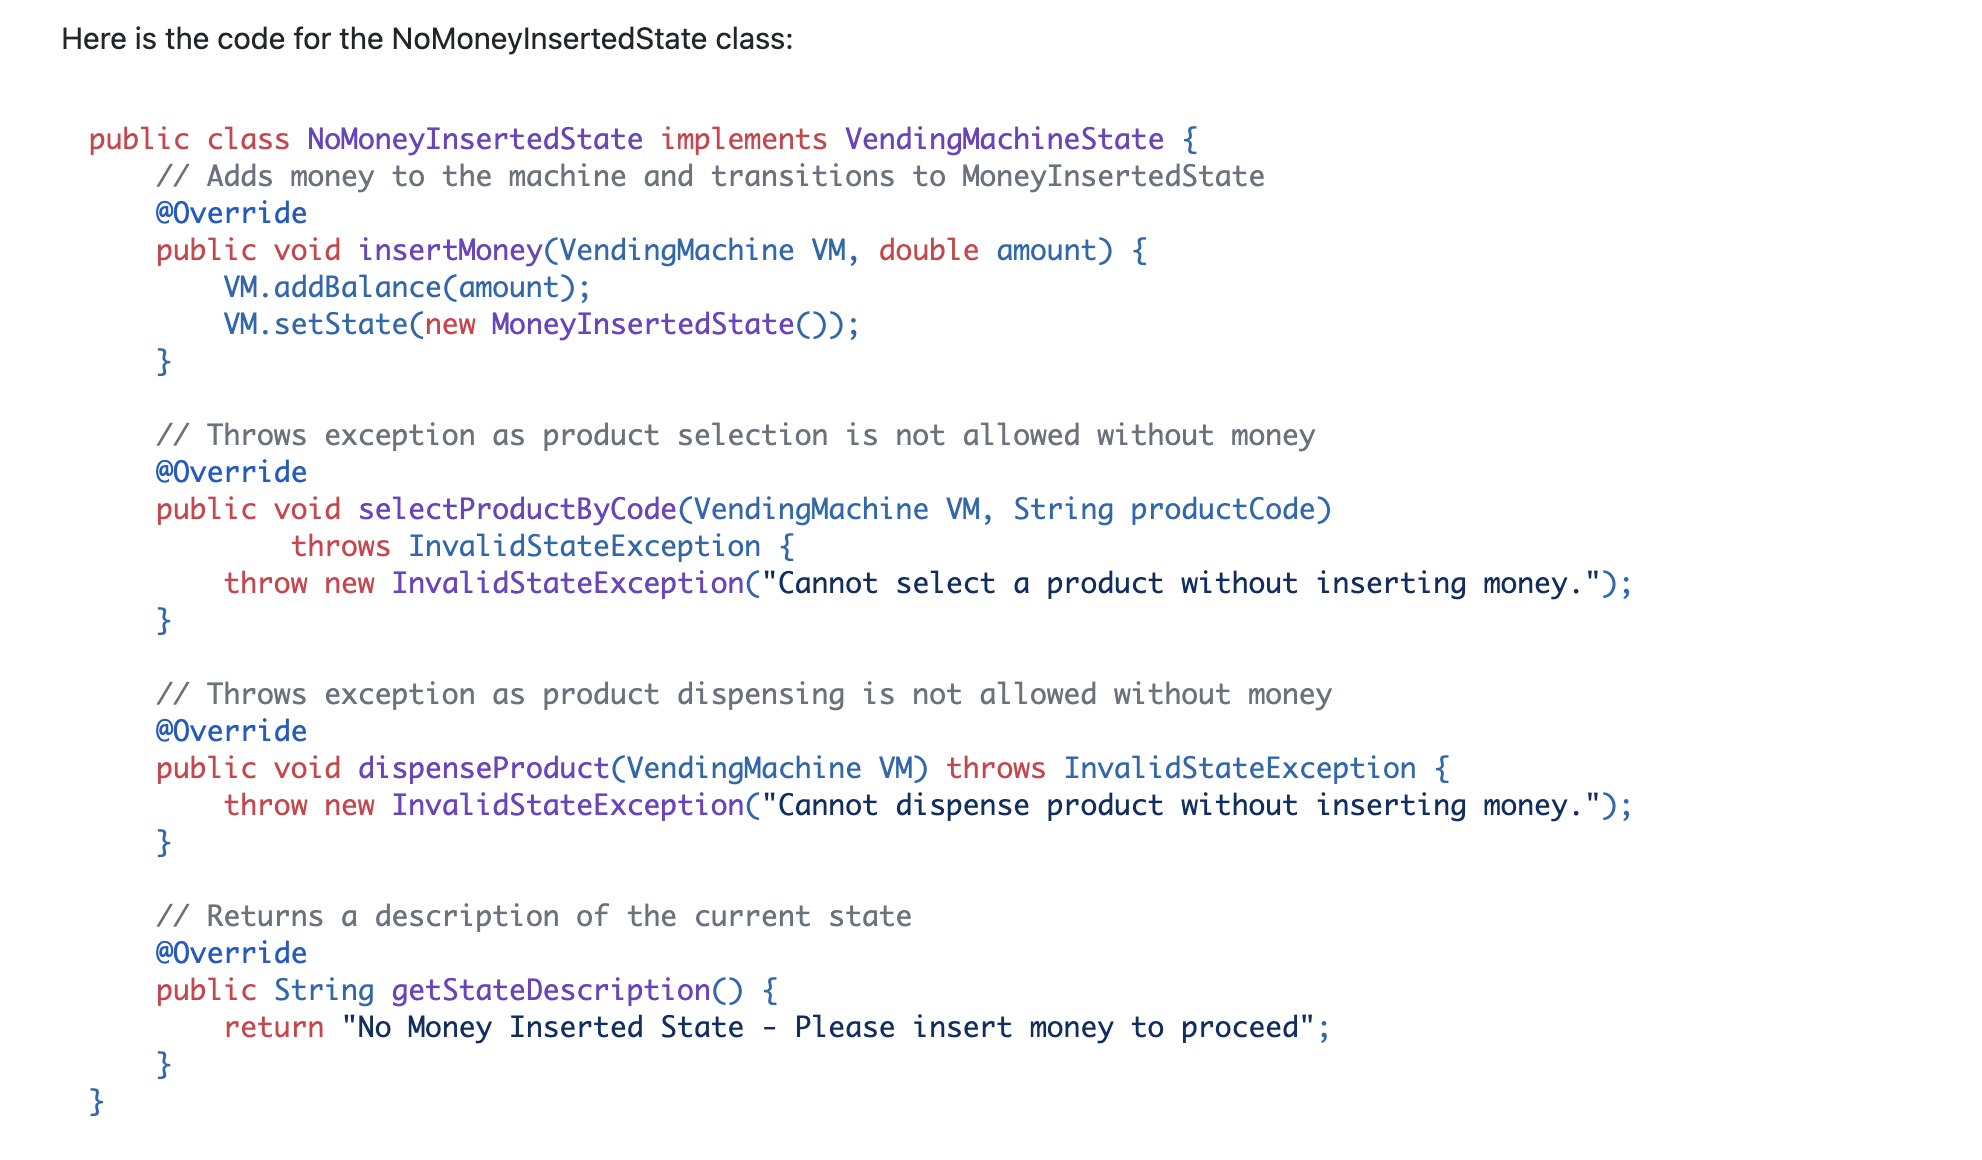 Here is the code for the NoMoneyInsertedState class:
public class NoMoneyInsertedState implements VendingMachineState {
    // Adds money to the machine and transitions to MoneyInsertedState
    @Override
    public void insertMoney(VendingMachine VM, double amount) {
        VM.addBalance(amount);
        VM.setState(new MoneyInsertedState());
    }

    // Throws exception as product selection is not allowed without money
    @Override
    public void selectProductByCode(VendingMachine VM, String productCode)
            throws InvalidStateException {
        throw new InvalidStateException("Cannot select a product without inserting money.");
    }

    // Throws exception as product dispensing is not allowed without money
    @Override
    public void dispenseProduct(VendingMachine VM) throws InvalidStateException {
        throw new InvalidStateException("Cannot dispense product without inserting money.");
    }

    // Returns a description of the current state
    @Override
    public String getStateDescription() {
        return "No Money Inserted State - Please insert money to proceed";
    }
}